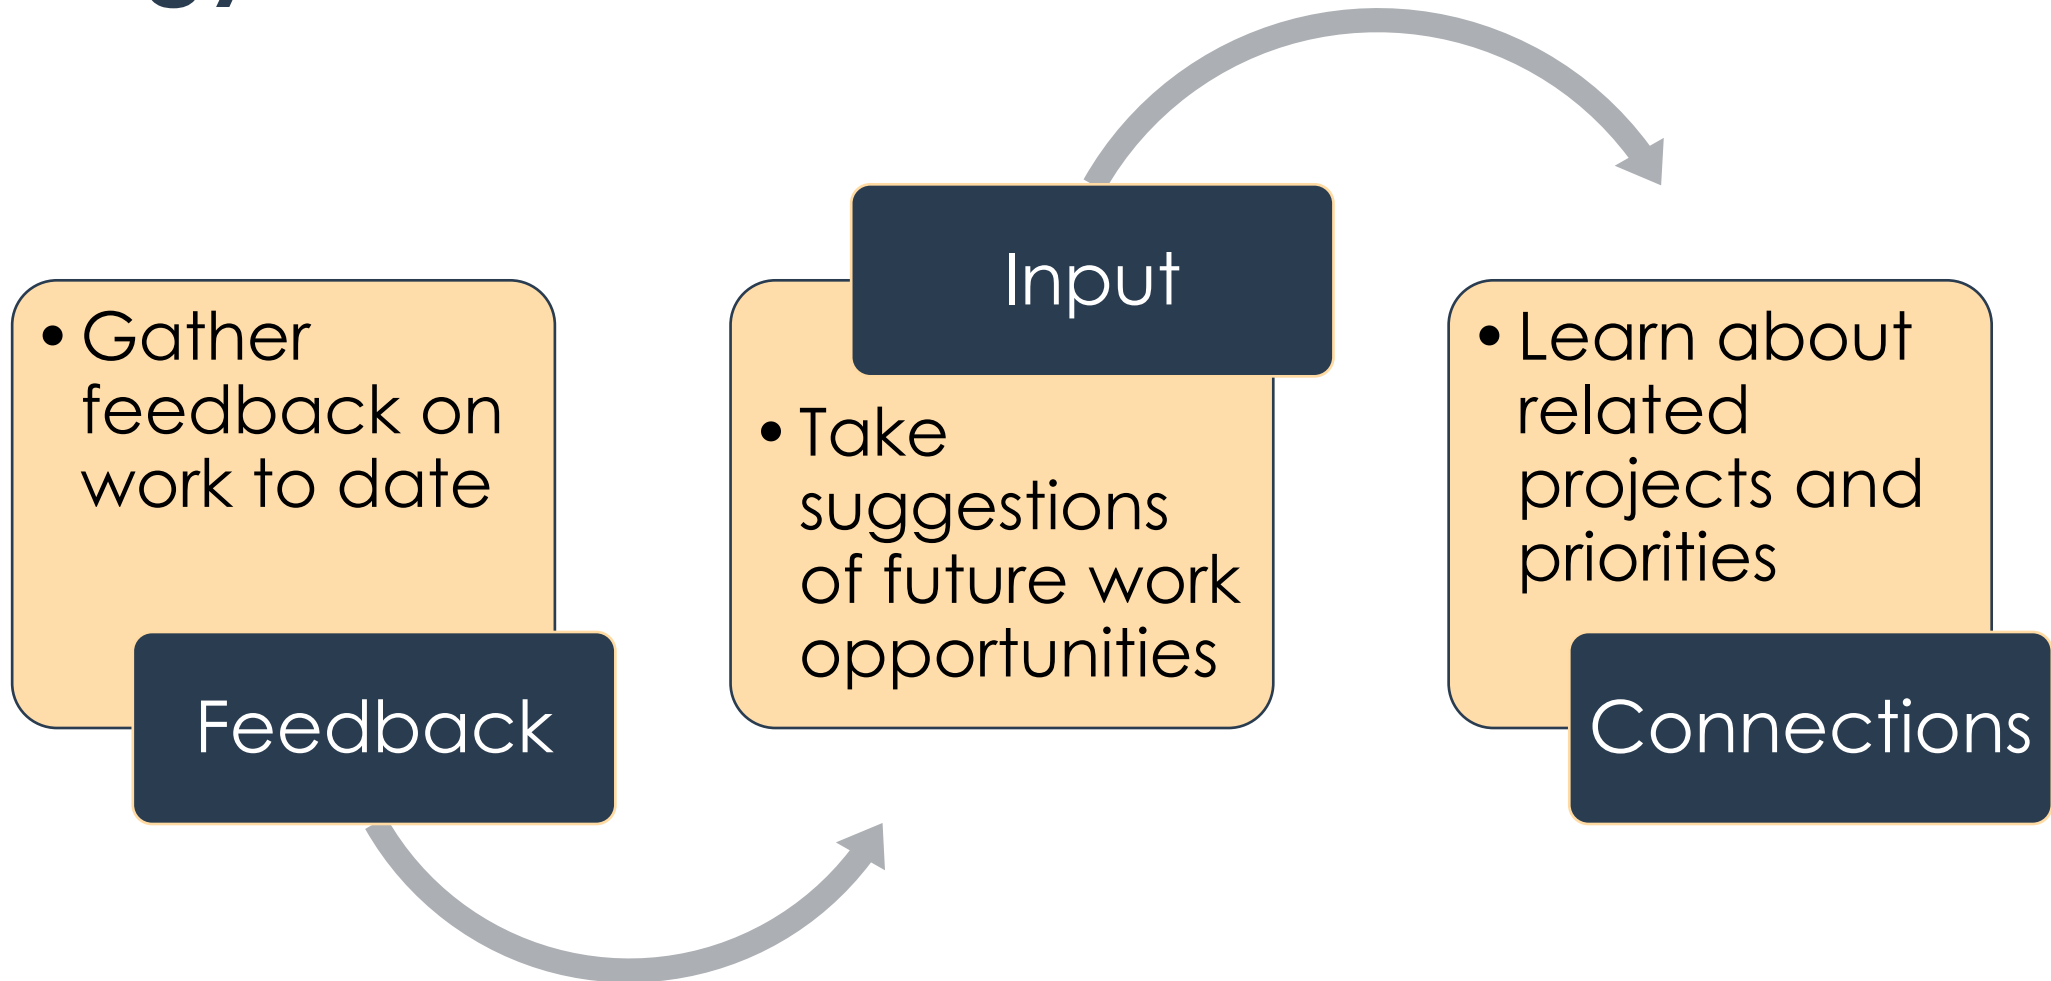 • Gather
feedback on
work to date
Feedback
Input
• Take
suggestions
of future work
opportunities
• Learn about
related
projects and
priorities
Connections